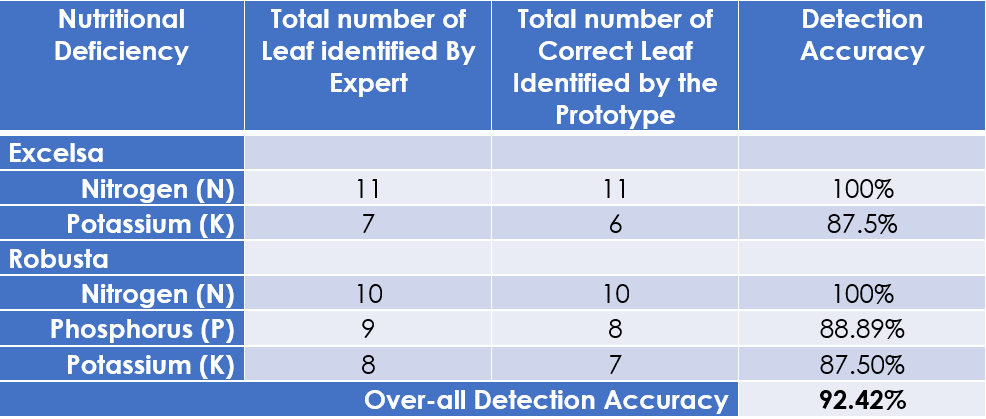 Nutritional Deficiency
Total number of Leaf identified By Expert
Total number of Correct Leaf Identified by the Prototype
Detection Accuracy
Excelsa
Nitrogen (N) 11 11 100%
Potassium (K) 7 6 87.5%
Robusta
Nitrogen (N) 10 10 100%
Phosphorus (P) 9 8 88.89%
Potassium (K) 8 7 87.50%
Over-all Detection Accuracy 92.42%